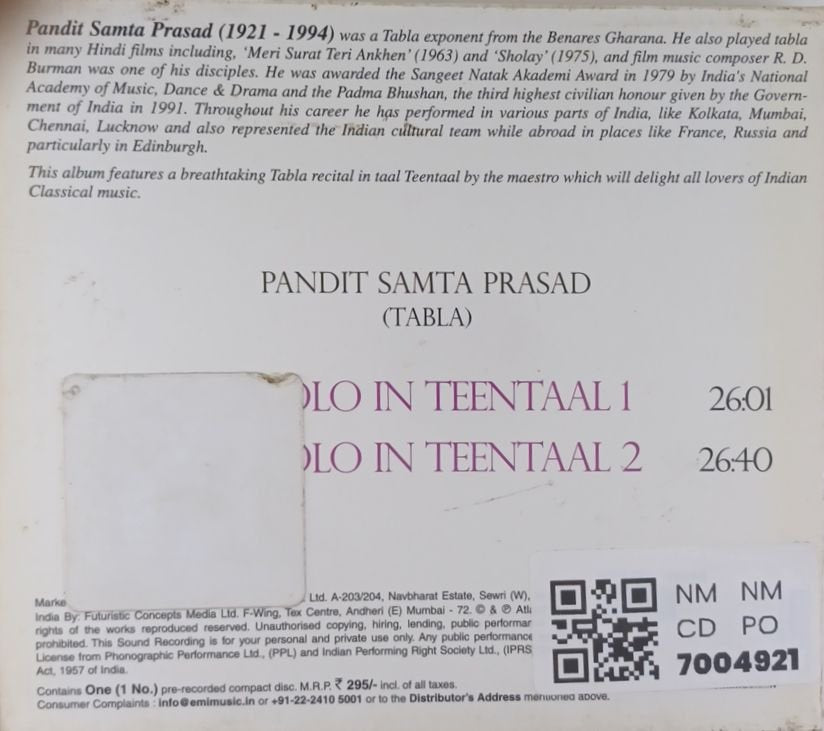 Pandit Samta Prasad (1921 - 1994) was a Tabla exponent from the Benares Gharana. He also played tabla
in many Hindi films including, 'Meri Surat Teri Ankhen' (1963) and 'Sholay' (1975), and film music composer R. D.
Burman was one of his disciples. He was awarded the Sangeet Natak Akademi Award in 1979 by India's National
Academy of Music, Dance & Drama and the Padma Bhushan, the third highest civilian honour given by the Govern-
ment of India in 1991. Throughout his career he has performed in various parts of India, like Kolkata, Mumbai,
Chennai, Lucknow and also represented the Indian cultural team while abroad in places like France, Russia and
particularly in Edinburgh.
This album features a breathtaking Tabla recital in taal Teentaal by the maestro which will delight all lovers of Indian
Classical music.
PANDIT SAMTA PRASAD
(TABLA)
OLO IN TEENTAAL 1 26:01
OLO IN TEENTAAL 2 26:40
Marke Ltd. A-203/204, Navbharat Estate, Sewri (W),
India By: Futuristic Concepts Media Ltd. F-Wing, Tex Centre, Andheri (E) Mumbai - 72. © & ℗ Atl
rights of the works reproduced reserved. Unauthorised copying, hiring, lending, public performar
prohibited. This Sound Recording is for your personal and private use only. Any public performance
License from Phonographic Performance Ltd., (PPL) and Indian Performing Right Society Ltd., (IPRS
Act, 1957 of India.
Contains One (1 No.) pre-recorded compact disc. M.R.P. ₹ 295/- incl. of all taxes.
Consumer Complaints : info@emimusic.in or +91-22-2410 5001 or to the Distributor's Address mentioned above.
NM NM
CD PO
7004921